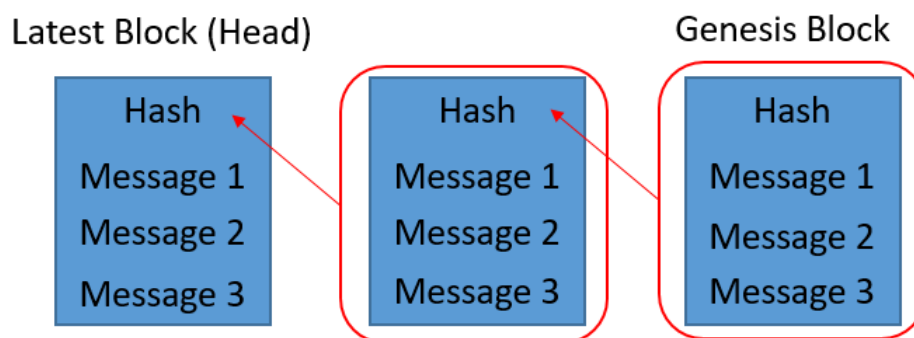 Latest Block (Head)
Hash
Message 1
Message 2
Message 3
Hash
Message 1
Message 2
Message 3
Genesis Block
Hash
Message 1
Message 2
Message 3